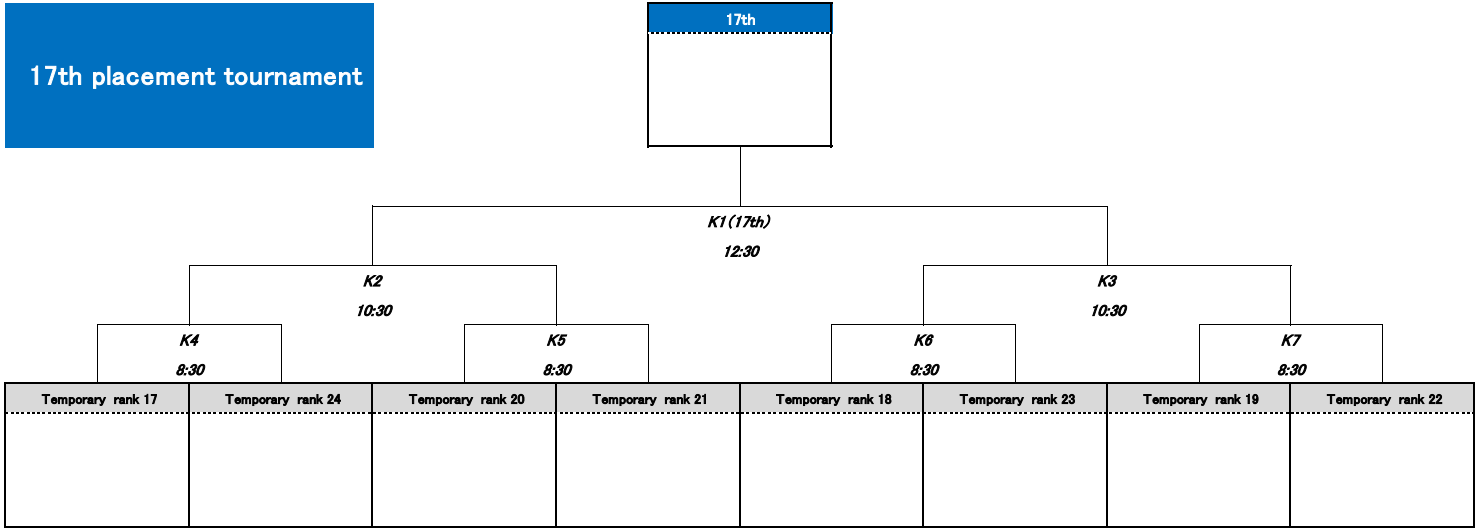 17th
17th placement tournament
K1(17th)
12:30
K2
K3
10:30
10:30
K4
K5
K6
K7
8:30
8:30
8:30
8:30
Temporary rank 17
Temporary rank 24
Temporary rank 20
Temporary rank 21
Temporary rank 18
Temporary rank 23
Temporary rank 19
Temporary rank 22